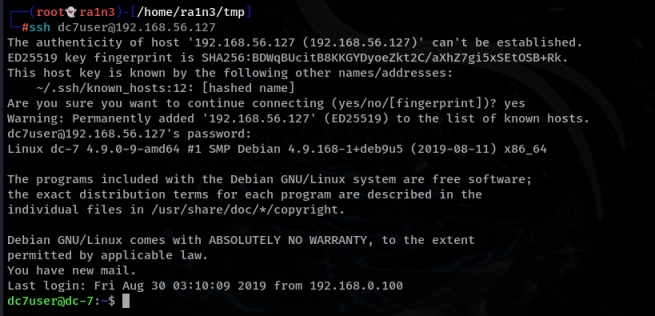 ┌──(root💀ra1n3)-[/home/ra1n3/tmp]
└─#ssh dc7user@192.168.56.127
The authenticity of host '192.168.56.127 (192.168.56.127)' can't be established.
ED25519 key fingerprint is SHA256:BDWqBUcitB8KKGYDyoeZkt2C/aXhZ7gi5xSEtOSB+Rk.
This host key is known by the following other names/addresses:
    ~/.ssh/known_hosts:12: [hashed name]
Are you sure you want to continue connecting (yes/no/[fingerprint])? yes
Warning: Permanently added '192.168.56.127' (ED25519) to the list of known hosts.
dc7user@192.168.56.127's password:
Linux dc-7 4.9.0-9-amd64 #1 SMP Debian 4.9.168-1+deb9u5 (2019-08-11) x86_64

The programs included with the Debian GNU/Linux system are free software;
the exact distribution terms for each program are described in the
individual files in /usr/share/doc/*/copyright.

Debian GNU/Linux comes with ABSOLUTELY NO WARRANTY, to the extent
permitted by applicable law.
You have new mail.
Last login: Fri Aug 30 03:10:09 2019 from 192.168.0.100
dc7user@dc-7:~$